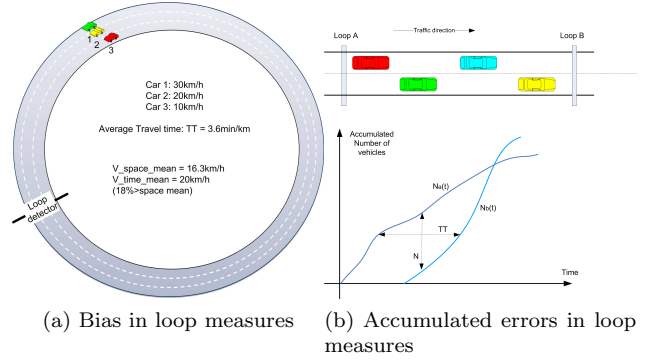 1
2
3
Car 1: 30km/h
Car 2: 20km/h
Car 3: 10km/h
Average Travel time: TT = 3.6min/km
V_space_mean = 16.3km/h
V_time_mean = 20km/h
(18%>space mean)
Loop
detector
(a) Bias in loop measures
Loop A
Traffic direction
Loop B
Accumulated
Number of
vehicles
Na(t)
Nb(t)
TT
N
Time
(b) Accumulated errors in loop
measures